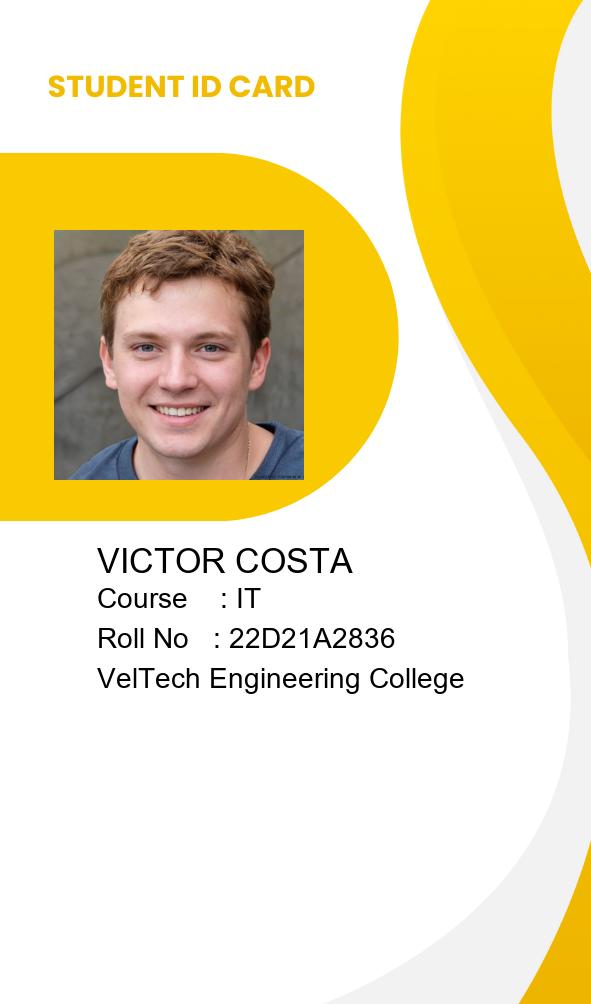 STUDENT ID CARD
VICTOR COSTA
Course : IT
Roll No : 22D21A2836
VelTech Engineering College